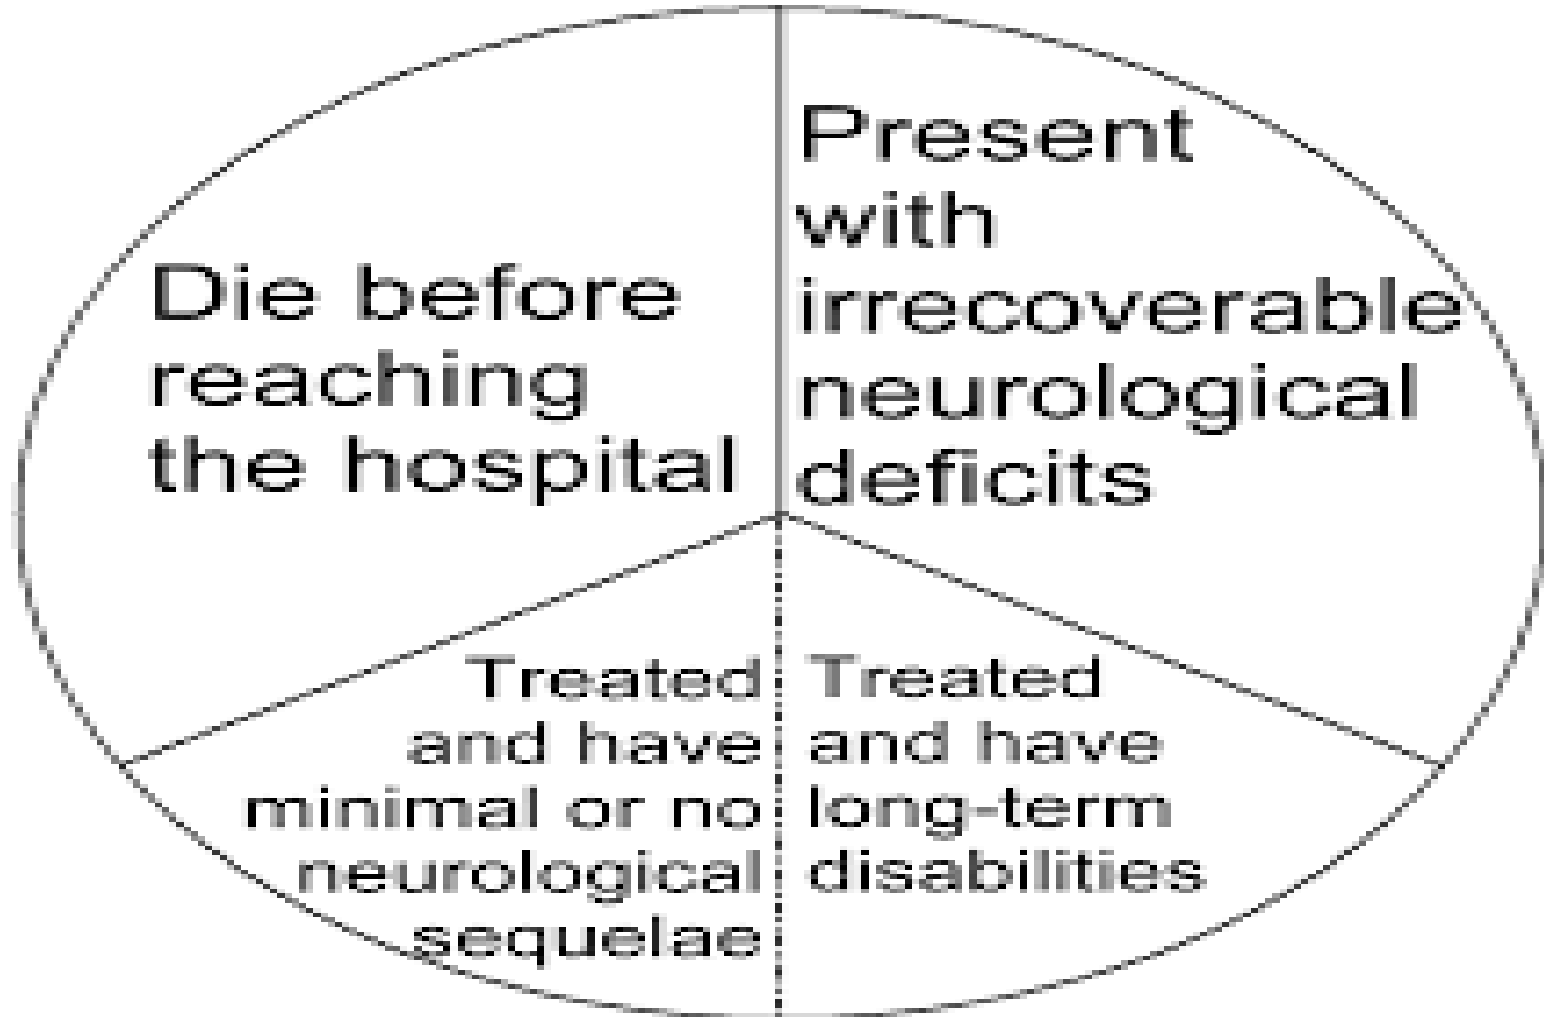 Die before
reaching
the hospital
Present
with
irrecoverable
neurological
deficits
Treated
and have
minimal or no
neurological
sequelae
Treated
and have
long-term
disabilities